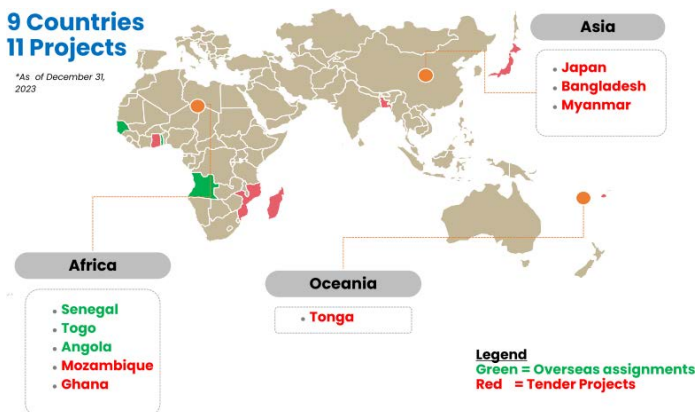 9 Countries
11 Projects
*As of December 31,
2023
Asia
Japan
Bangladesh
Myanmar
Africa
Senegal
Togo
Angola
Mozambique
Ghana
Oceania
Tonga
Legend
Green = Overseas assignments
Red = Tender Projects